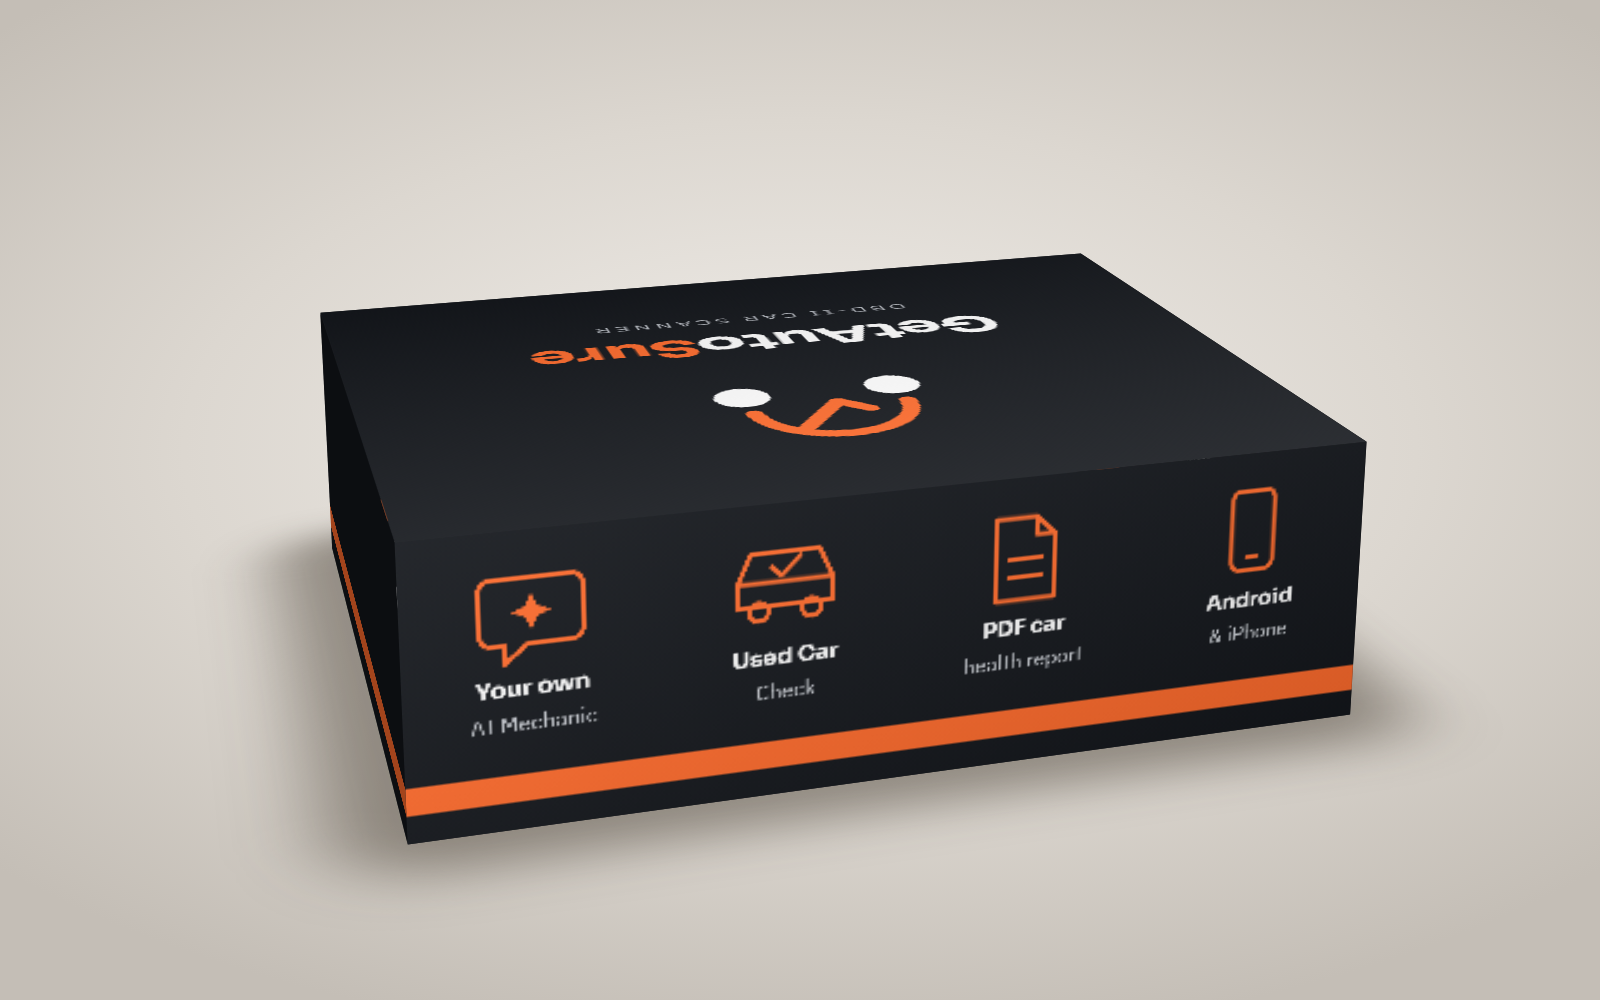 OBD-II CAR SCANNER
GetAutoSure
Your own
AI Mechanic
Used Car
Check
PDF car
health report
Android
& iPhone